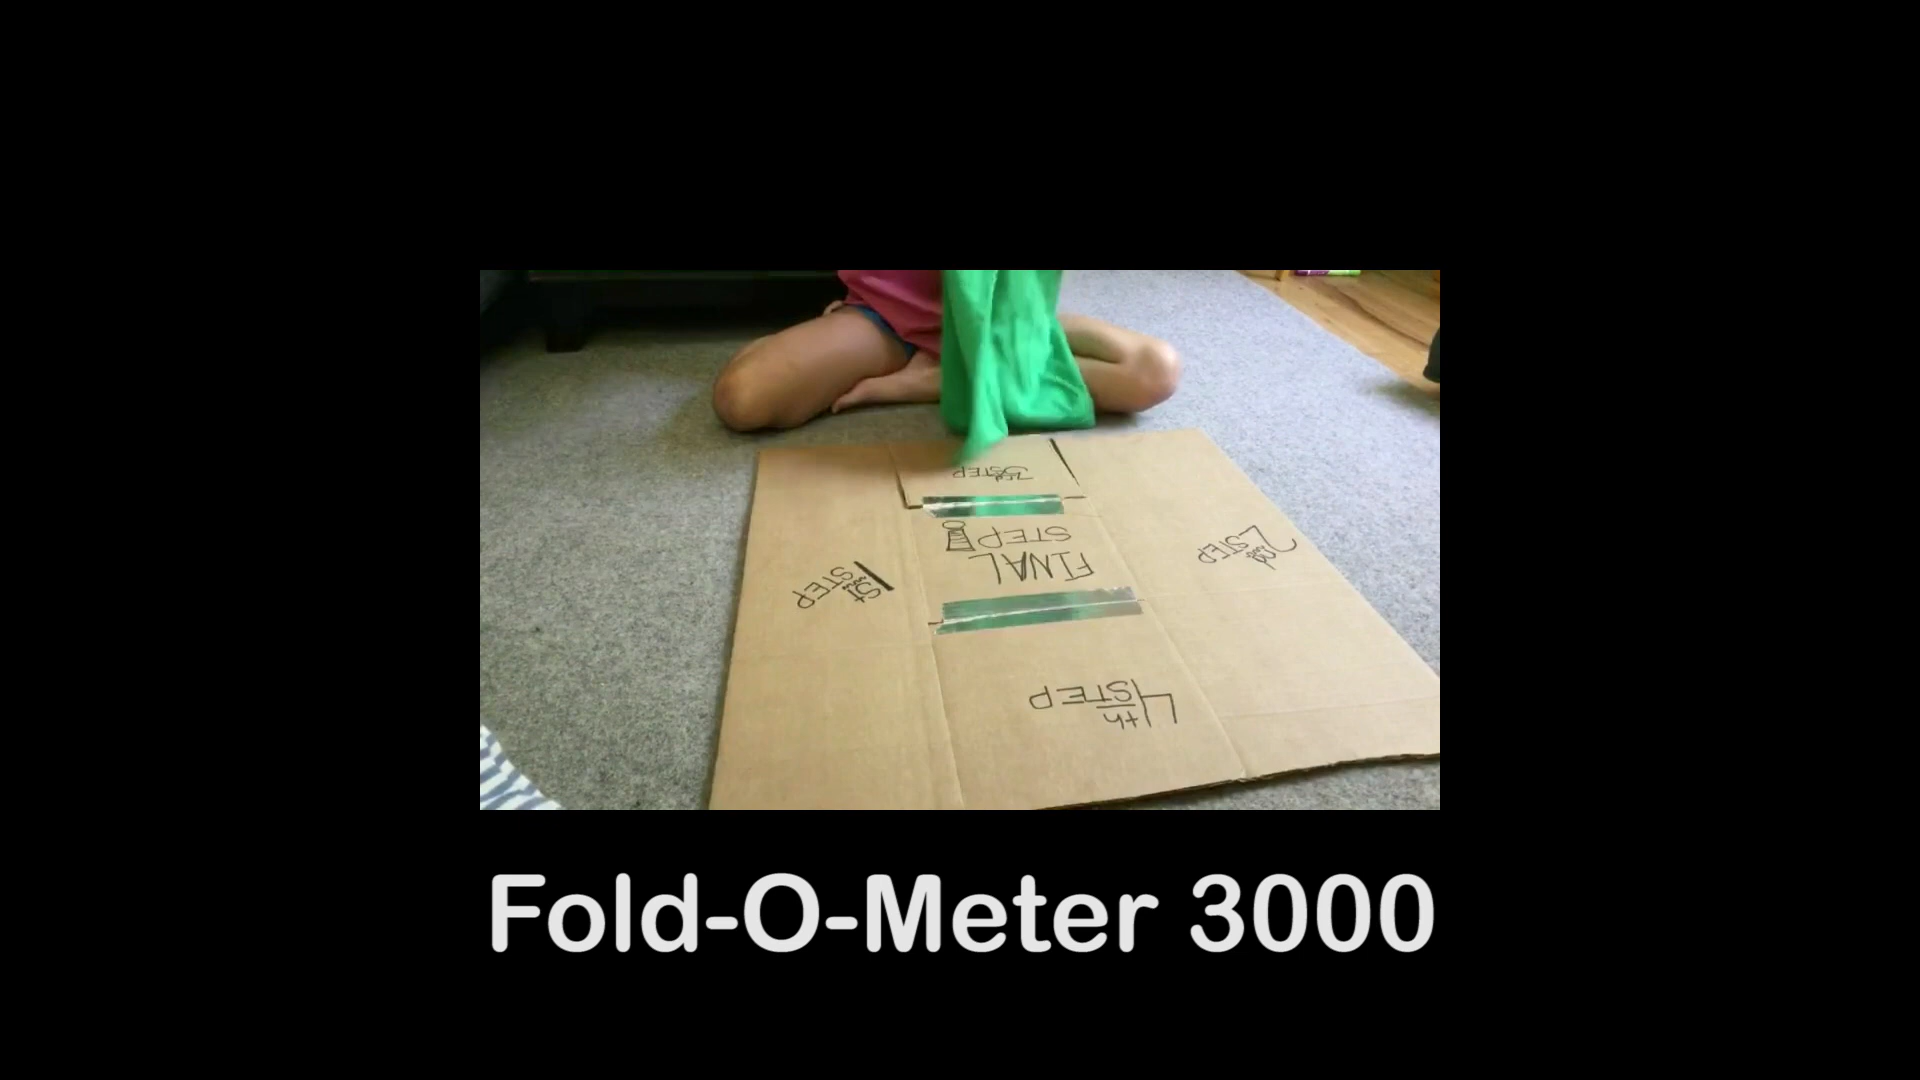 3rd
STEP
FINAL
STEP
1st
STEP
2nd
STEP
4th
STEP
Fold-O-Meter 3000